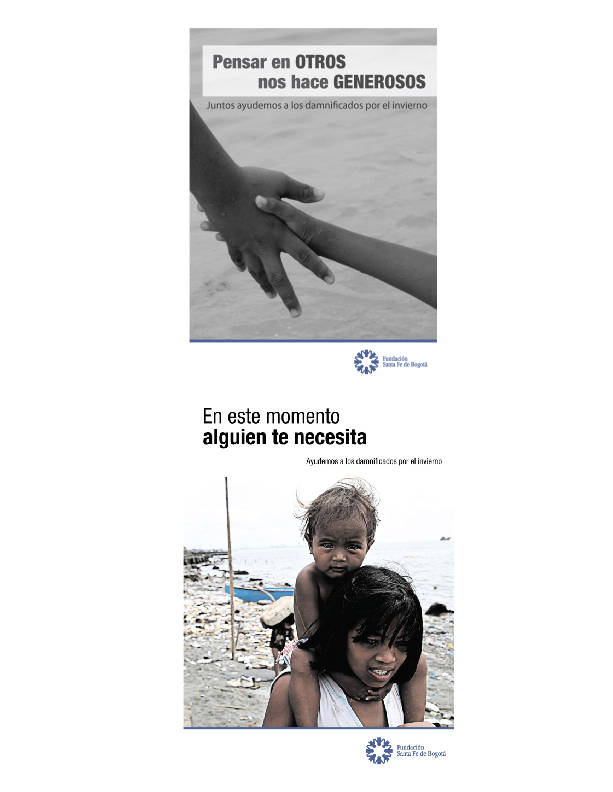 Pensar en OTROS
nos hace GENEROSOS
Juntos ayudemos a los damnificados por el invierno
Fundación
Santa Fe de Bogotá
En este momento
alguien te necesita
Ayudemos a los damnificados por el invierno
Fundación
Santa Fe de Bogotá